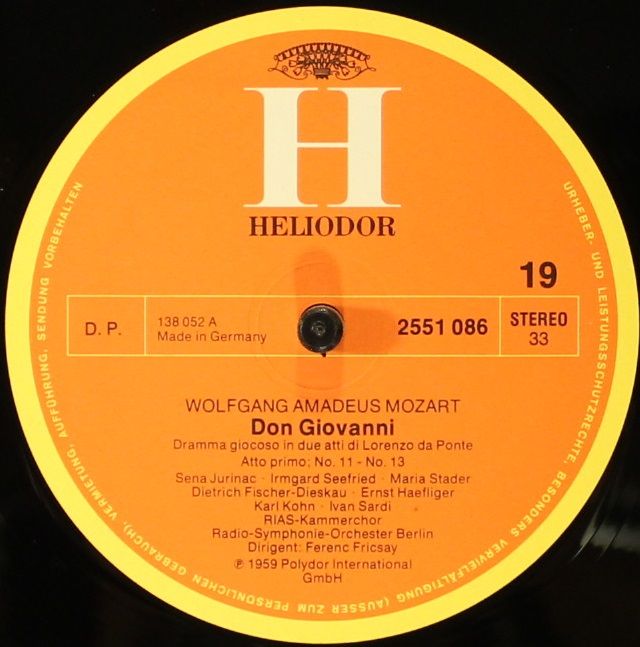 H
HELIODOR
19
D. P.
138 052 A
Made in Germany
2551 086
STEREO
33
WOLFGANG AMADEUS MOZART
Don Giovanni
Dramma giocoso in due atti di Lorenzo da Ponte
Atto primo: No. 11 - No. 13
Sena Jurinac · Irmgard Seefried · Maria Stader
Dietrich Fischer-Dieskau · Ernst Haefliger
Karl Kohn · Ivan Sardi
RIAS-Kammerchor
Radio-Symphonie-Orchester Berlin
Dirigent: Ferenc Fricsay
℗ 1959 Polydor International
GmbH
URHEBER- UND LEISTUNGSSCHUTZRECHTE, BESONDERS VERVIELFÄLTIGUNG (AUSSER ZUM PERSÖNLICHEN GEBRAUCH), VERMIETUNG, AUFFÜHRUNG, SENDUNG VORBEHALTEN